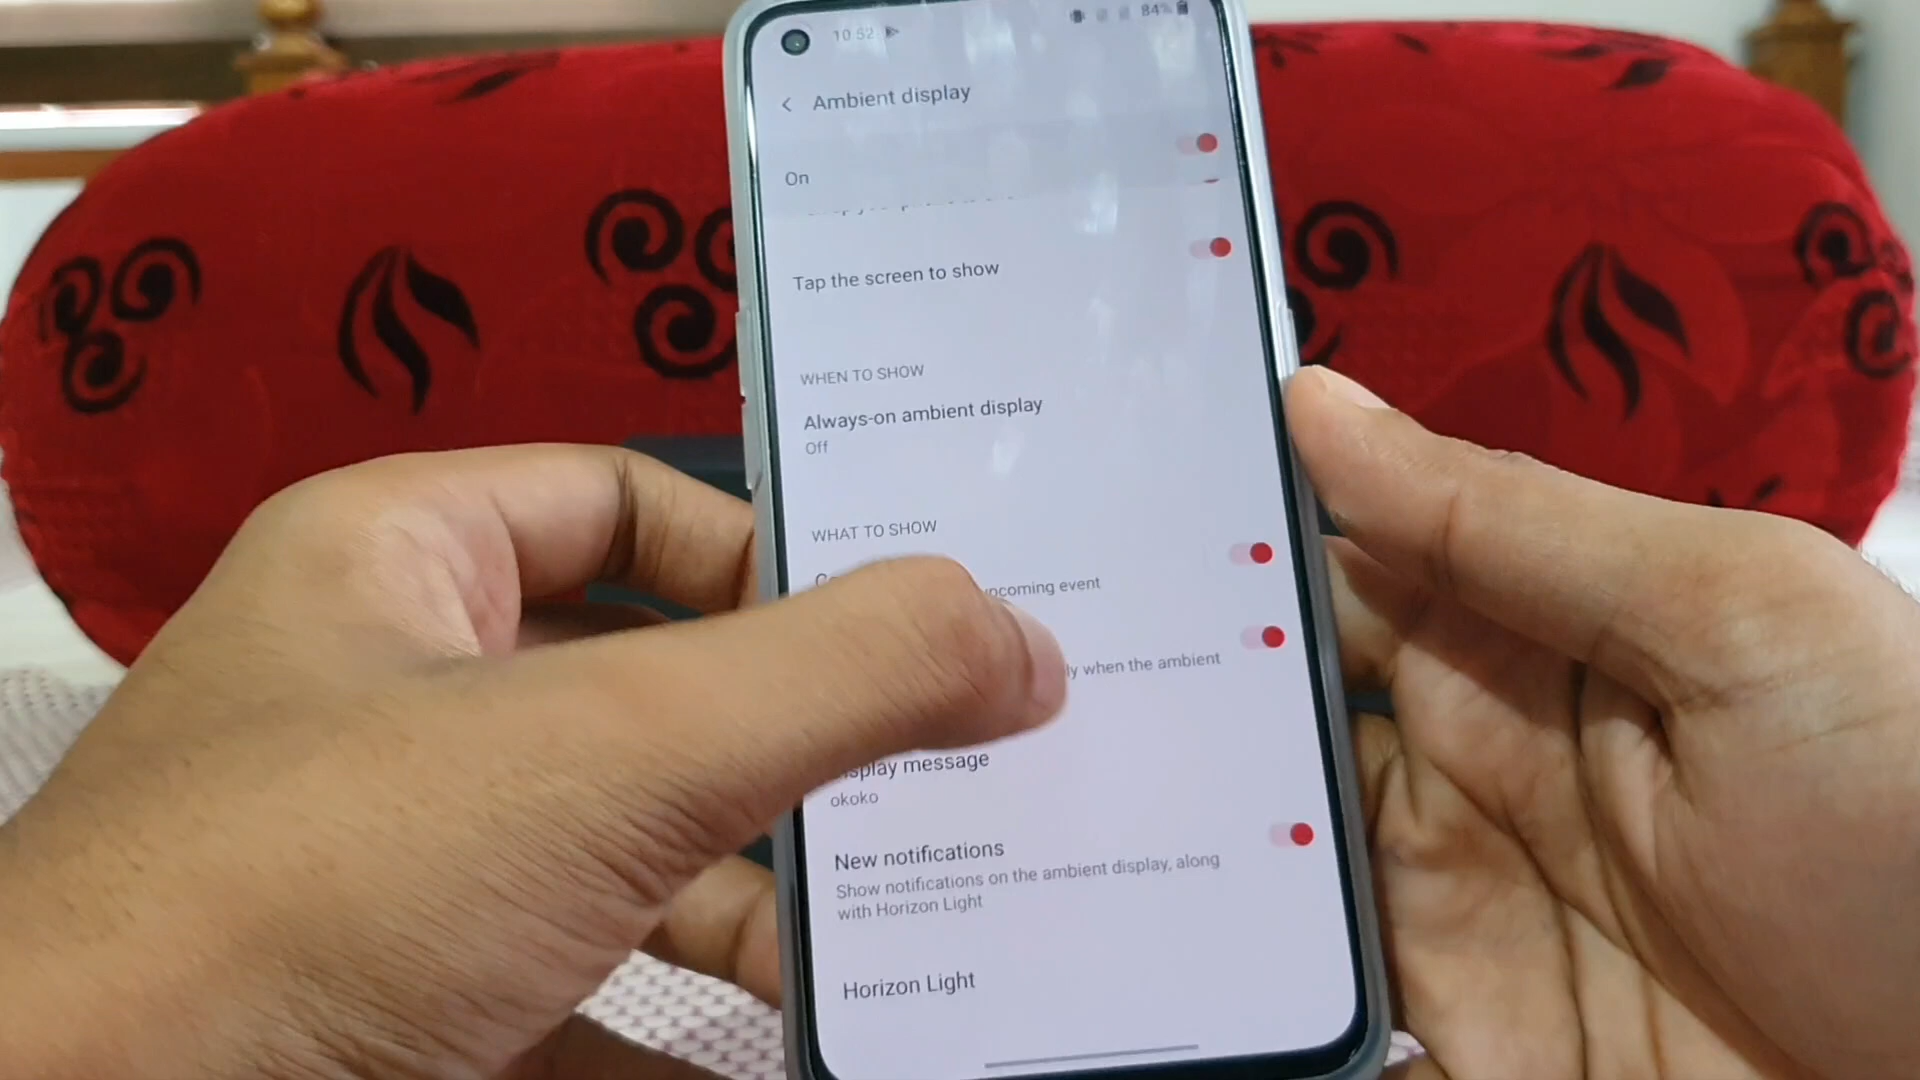 10:52
84%
Ambient display
On
Tap the screen to show
WHEN TO SHOW
Always-on ambient display
Off
WHAT TO SHOW
upcoming event
when the ambient
message
okoko
New notifications
Show notifications on the ambient display, along
with Horizon Light
Horizon Light